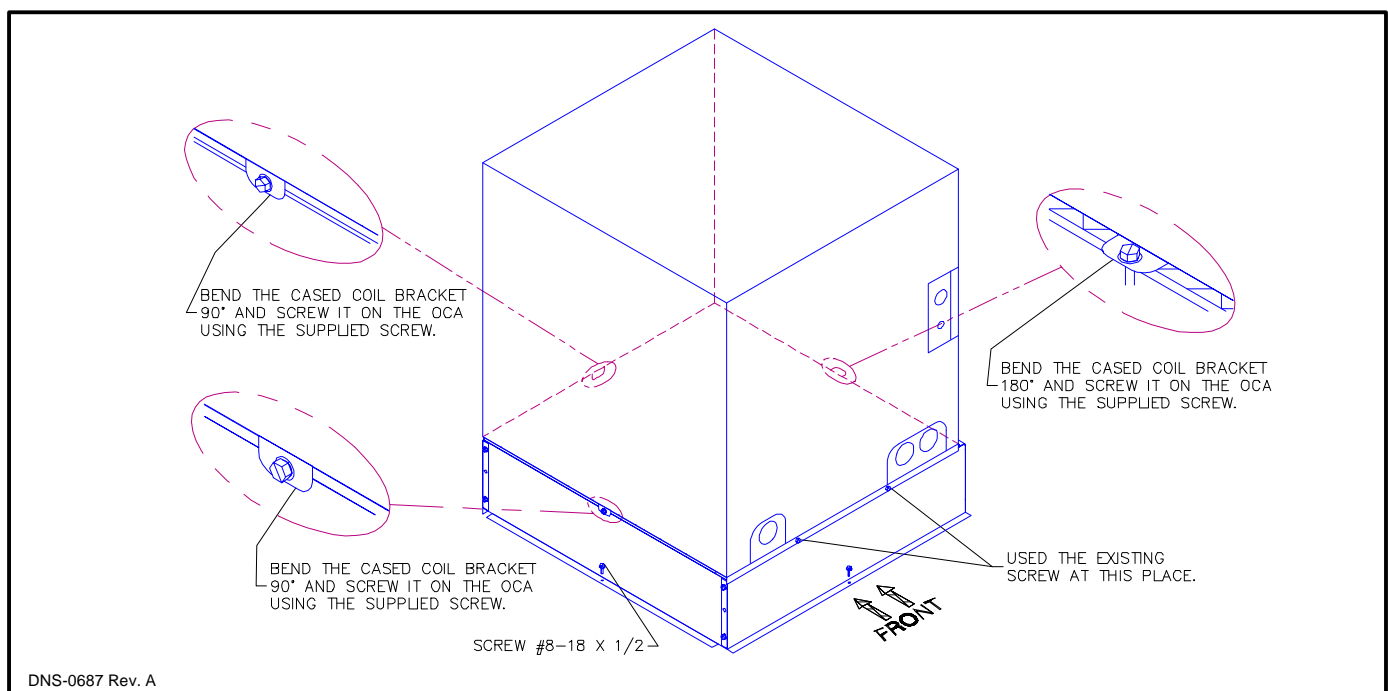 BEND THE CASED COIL BRACKET
90° AND SCREW IT ON THE OCA
USING THE SUPPLIED SCREW.
BEND THE CASED COIL BRACKET
180° AND SCREW IT ON THE OCA
USING THE SUPPLIED SCREW.
BEND THE CASED COIL BRACKET
90° AND SCREW IT ON THE OCA
USING THE SUPPLIED SCREW.
USED THE EXISTING
SCREW AT THIS PLACE.
FRONT
SCREW #8-18 X 1/2
DNS-0687 Rev. A